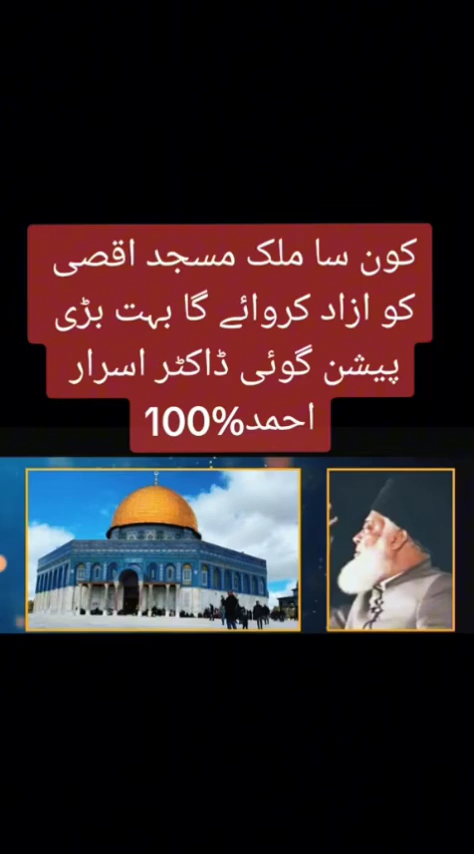 کون سا ملک مسجد اقصی
کو ازاد کروائے گا بہت بڑی
پیشن گوئی ڈاکٹر اسرار
احمد100%